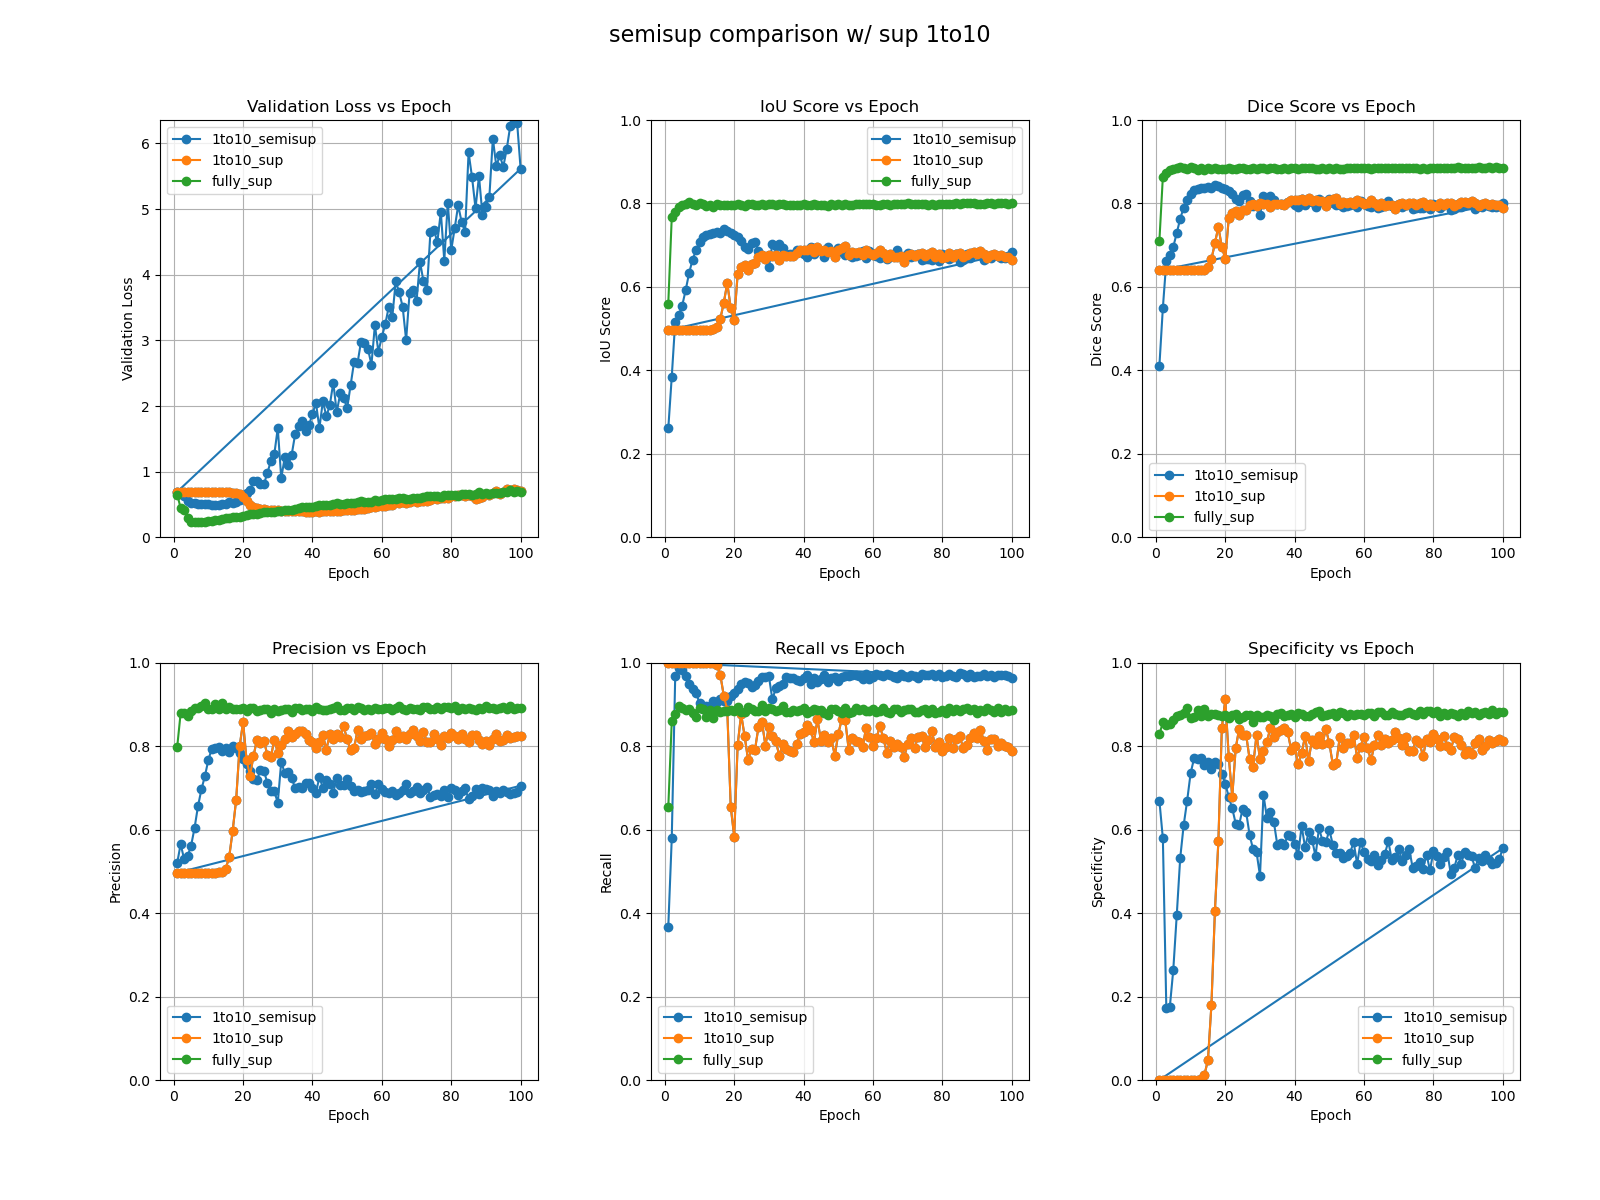 semisup comparison w/ sup 1to10
Validation Loss vs Epoch
Validation Loss
6
5
4
3
2
1
0
1to10_semisup
1to10_sup
fully_sup
0 20 40 60 80 100
Epoch
IoU Score vs Epoch
IoU Score
1.0
0.8
0.6
0.4
0.2
0.0
1to10_semisup
1to10_sup
fully_sup
0 20 40 60 80 100
Epoch
Dice Score vs Epoch
Dice Score
1.0
0.8
0.6
0.4
0.2
0.0
1to10_semisup
1to10_sup
fully_sup
0 20 40 60 80 100
Epoch
Precision vs Epoch
Precision
1.0
0.8
0.6
0.4
0.2
0.0
1to10_semisup
1to10_sup
fully_sup
0 20 40 60 80 100
Epoch
Recall vs Epoch
Recall
1.0
0.8
0.6
0.4
0.2
0.0
1to10_semisup
1to10_sup
fully_sup
0 20 40 60 80 100
Epoch
Specificity vs Epoch
Specificity
1.0
0.8
0.6
0.4
0.2
0.0
1to10_semisup
1to10_sup
fully_sup
0 20 40 60 80 100
Epoch